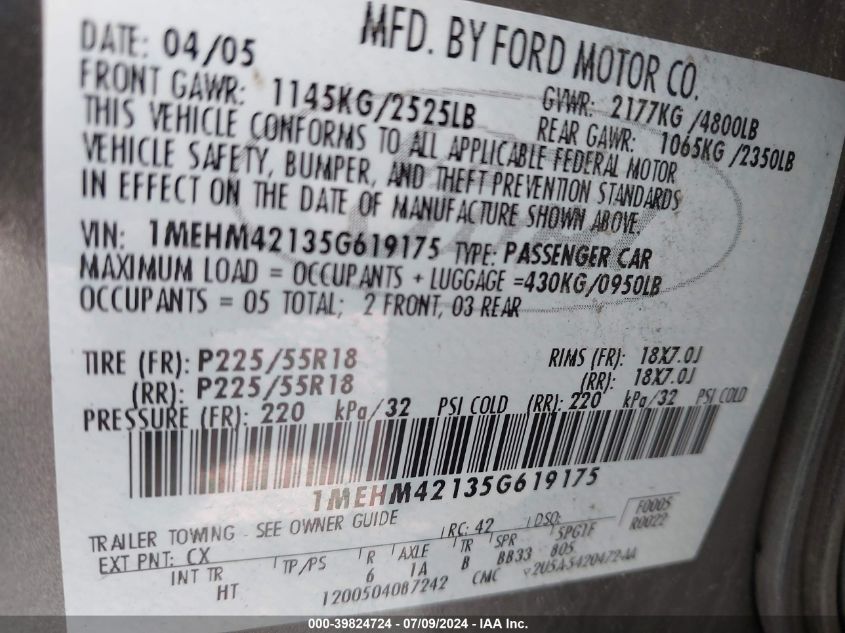 DATE: 04/05 MFD. BY FORD MOTOR CO.
FRONT GAWR: 1145KG/2525LB GVWR: 2177KG/4800LB
REAR GAWR: 1065KG/2350LB
THIS VEHICLE CONFORMS TO ALL APPLICABLE FEDERAL MOTOR
VEHICLE SAFETY, BUMPER, AND THEFT PREVENTION STANDARDS
IN EFFECT ON THE DATE OF MANUFACTURE SHOWN ABOVE.
VIN: 1MEHM42135G619175 TYPE: PASSENGER CAR
MAXIMUM LOAD = OCCUPANTS + LUGGAGE =430KG/0950LB
OCCUPANTS = 05 TOTAL; 2 FRONT, 03 REAR
TIRE (FR): P225/55R18 RIMS (FR): 18X7.0J
(RR): P225/55R18 (RR): 18X7.0J
PRESSURE (FR): 220 kPa/32 PSI COLD (RR): 220 kPa/32 PSI COLD
1MEHM42135G619175
TRAILER TOWING - SEE OWNER GUIDE RC: 42 DSO: F0005
R0022
EXT PNT: CX TP/PS R AXLE TR SPR SPGTF
INT TR 6 1A B BB33 805
HT 1200504087242 CMC
000-39824724 / 07/09/2024 - IAA Inc.